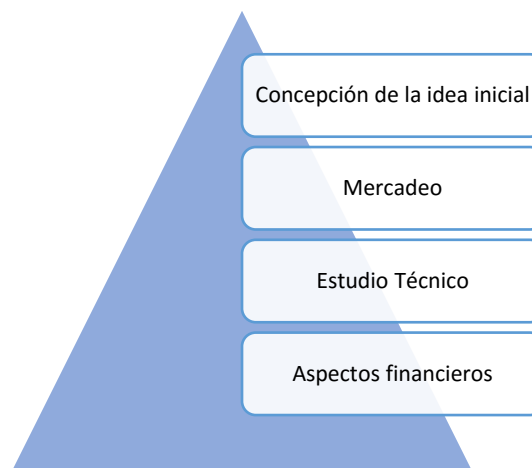 Concepción de la idea inicial
Mercadeo
Estudio Técnico
Aspectos financieros